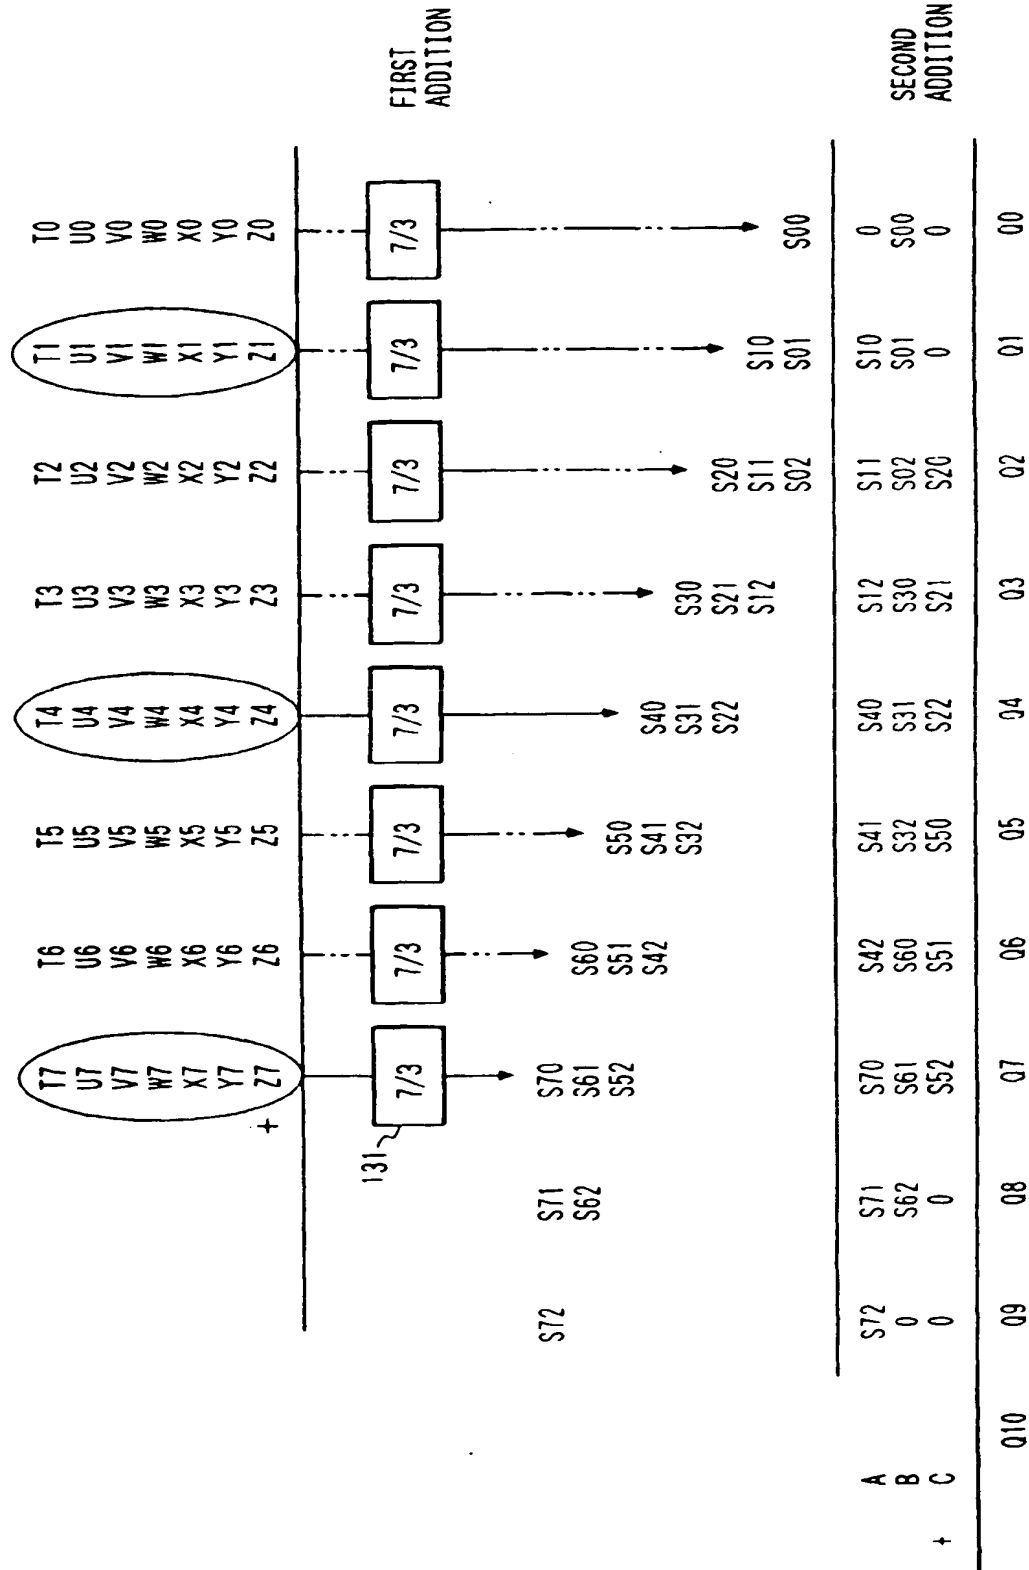 T7 T6 T5 T4 T3 T2 T1 T0
U7 U6 U5 U4 U3 U2 U1 U0
V7 V6 V5 V4 V3 V2 V1 V0
W7 W6 W5 W4 W3 W2 W1 W0
X7 X6 X5 X4 X3 X2 X1 X0
Y7 Y6 Y5 Y4 Y3 Y2 Y1 Y0
+ Z7 Z6 Z5 Z4 Z3 Z2 Z1 Z0
131
7/3 7/3 7/3 7/3 7/3 7/3 7/3 7/3
FIRST
ADDITION
S72 S71 S70
S62 S61 S60
S52 S51 S50
S42 S41 S40
S32 S31 S30
S22 S21 S20
S12 S11 S10
S02 S01 S00
A S72 S71 S70 S42 S41 S40 S12 S11 S10 0
B 0 S62 S61 S60 S32 S31 S30 S02 S01 S00
+ C 0 0 S52 S51 S50 S22 S21 S20 0 0
SECOND
ADDITION
Q10 Q9 Q8 Q7 Q6 Q5 Q4 Q3 Q2 Q1 Q0